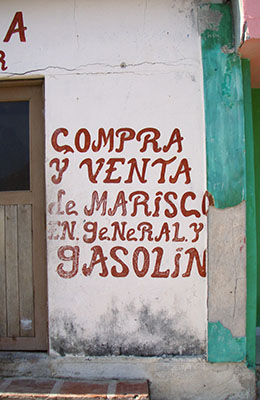 A
R
COMPRA
Y VENTA
de MARiSCO
EN. GeNeRAL. Y
GASOLIN